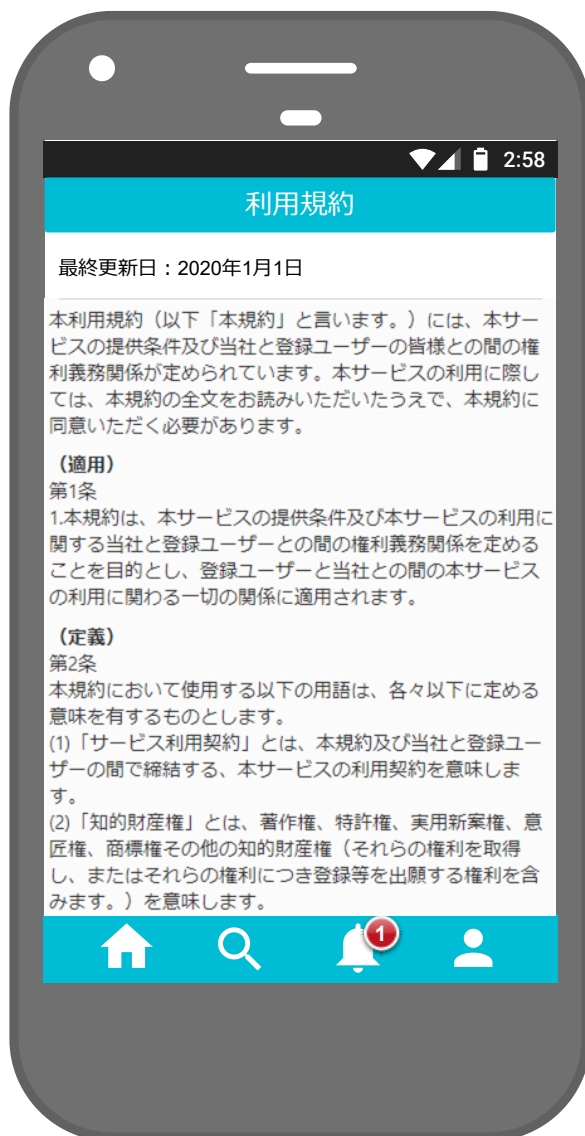 2:58
利用規約
最終更新日：2020年1月1日
本利用規約（以下「本規約」と言います。）には、本サー
ビスの提供条件及び当社と登録ユーザーの皆様との間の権
利義務関係が定められています。本サービスの利用に際し
ては、本規約の全文をお読みいただいたうえで、本規約に
同意いただく必要があります。
（適用）
第1条
1.本規約は、本サービスの提供条件及び本サービスの利用に
関する当社と登録ユーザーとの間の権利義務関係を定める
ことを目的とし、登録ユーザーと当社との間の本サービス
の利用に関わる一切の関係に適用されます。
（定義）
第2条
本規約において使用する以下の用語は、各々以下に定める
意味を有するものとします。
(1)「サービス利用契約」とは、本規約及び当社と登録ユー
ザーの間で締結する、本サービスの利用契約を意味しま
す。
(2)「知的財産権」とは、著作権、特許権、実用新案権、意
匠権、商標権その他の知的財産権（それらの権利を取得
し、またはそれらの権利につき登録等を出願する権利を含
みます。）を意味します。
1